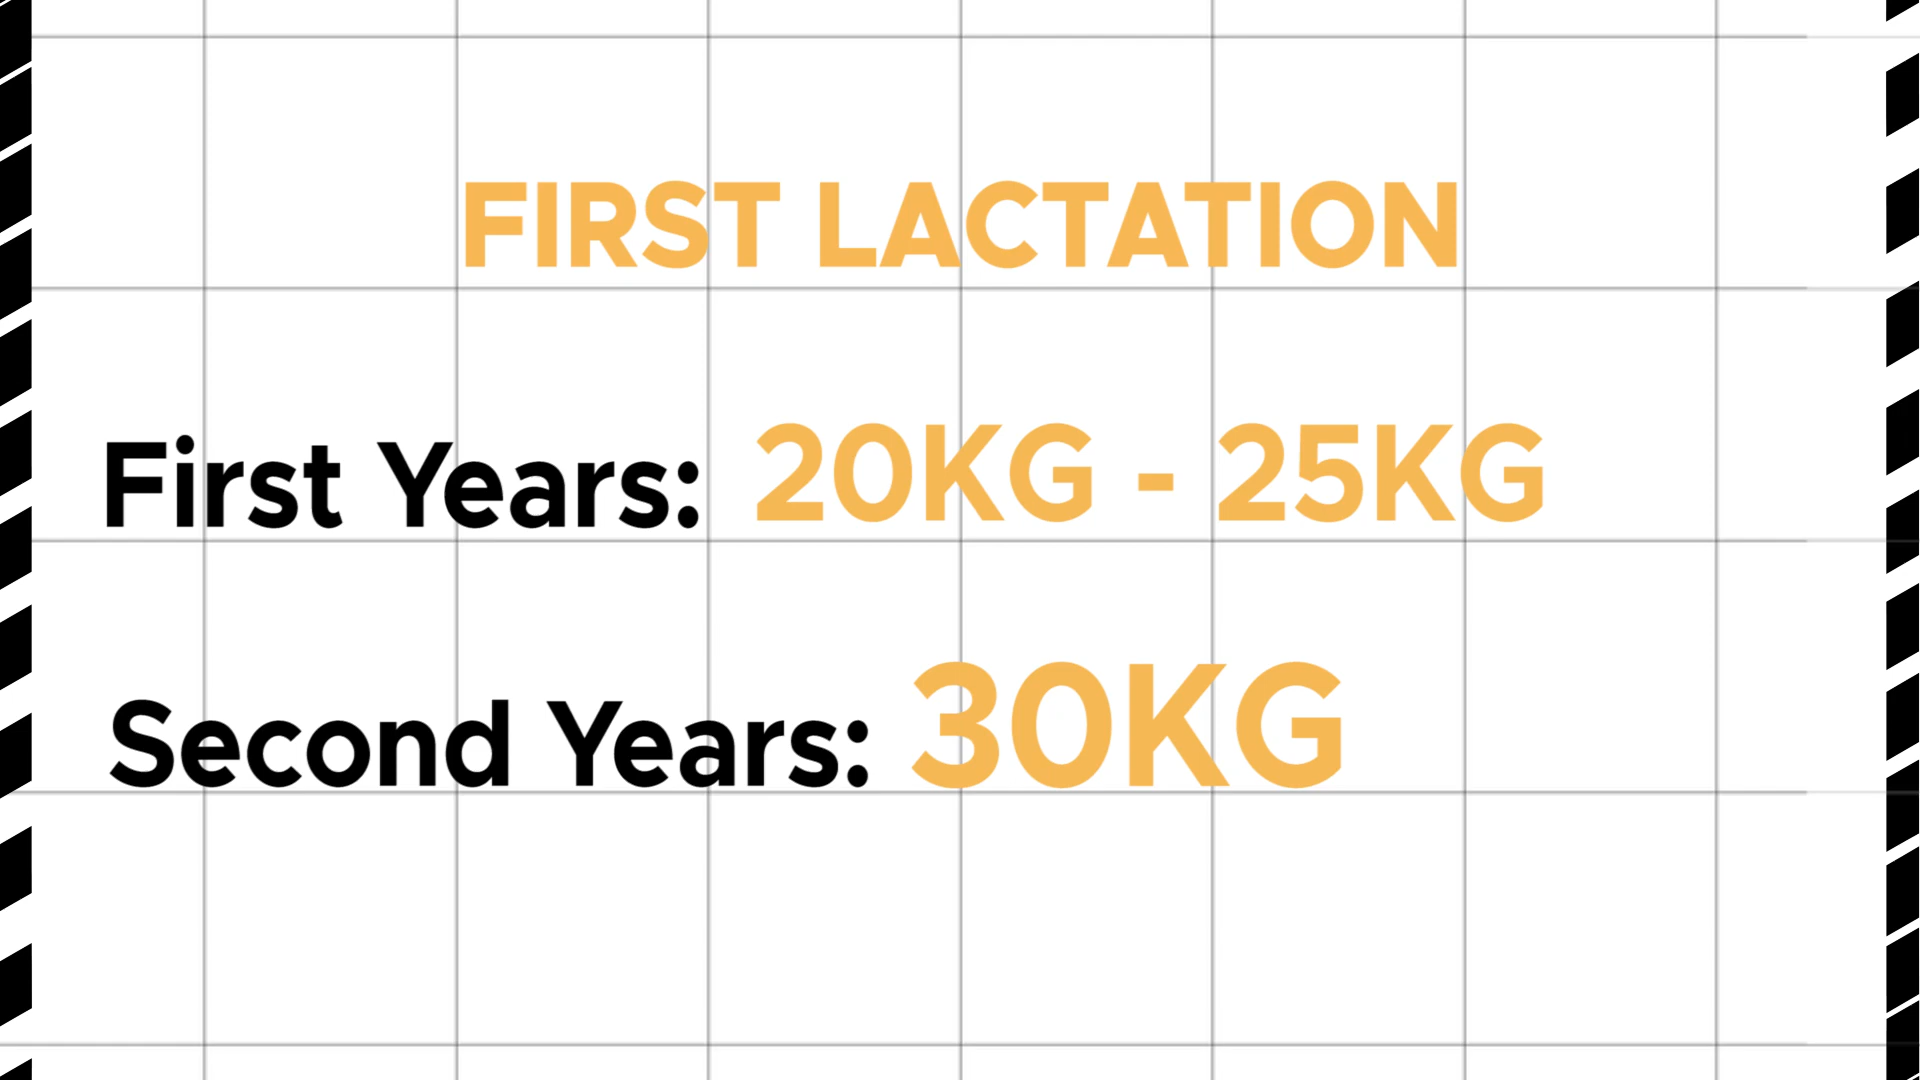 FIRST LACTATION
First Years: 20KG - 25KG
Second Years: 30KG